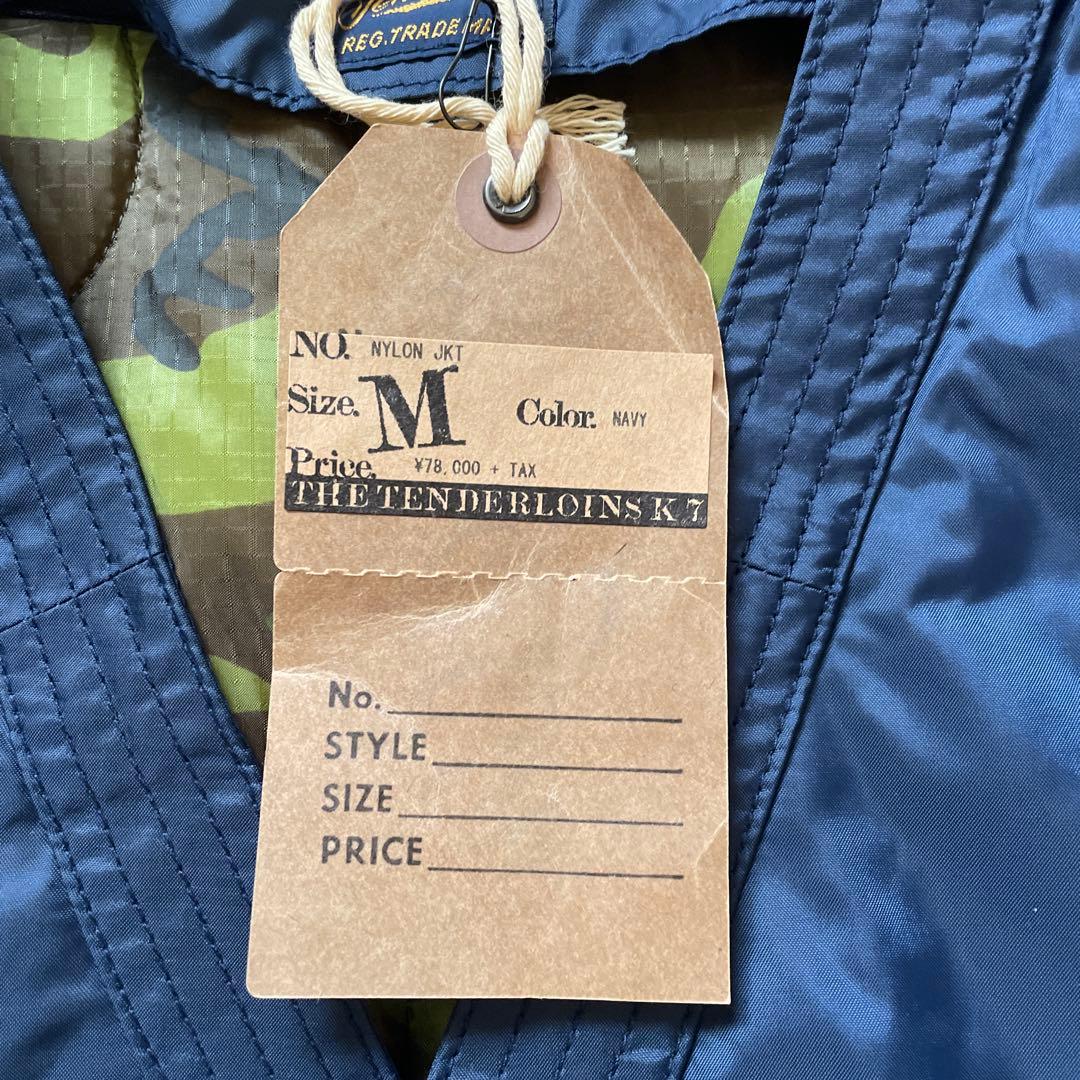 REG.TRADE
NO. NYLON JKT
Size. M Color. NAVY
Price. ¥78,000 + TAX
THE TENDERLOINS K 7
No.
STYLE
SIZE
PRICE